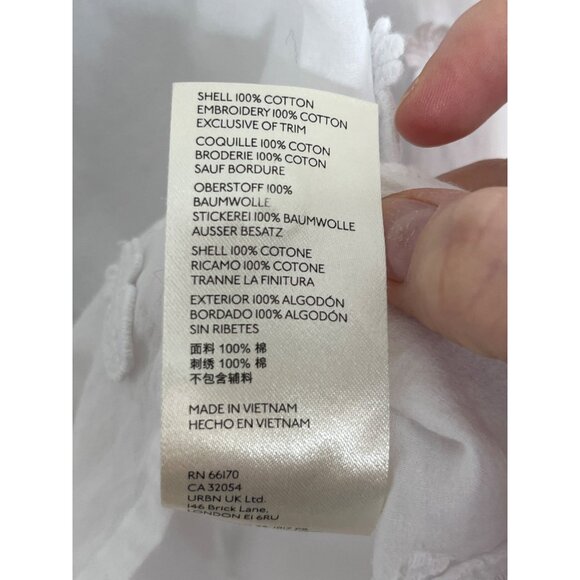 SHELL 100% COTTON
EMBROIDERY 100% COTTON
EXCLUSIVE OF TRIM
COQUILLE 100% COTON
BRODERIE 100% COTON
SAUF BORDURE
OBERSTOFF 100%
BAUMWOLLE
STICKEREI 100% BAUMWOLLE
AUSSER BESATZ
SHELL 100% COTONE
RICAMO 100% COTONE
TRANNE LA FINITURA
EXTERIOR 100% ALGODÓN
BORDADO 100% ALGODÓN
SIN RIBETES
面料 100% 棉
刺绣 100% 棉
不包含辅料
MADE IN VIETNAM
HECHO EN VIETNAM
RN 66170
CA 32054
URBN UK Ltd.
146 Brick Lane,
LONDON E1 6RU